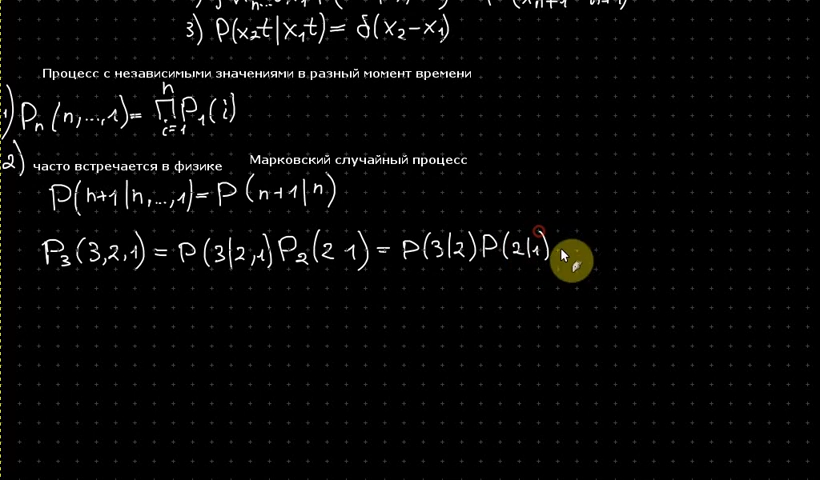 3) P(x₂t|x₁t) = δ(x₂-x₁)
Процесс с независимыми значениями в разный момент времени
1) Pₙ(n,...,1) = ∏ⁿᵢ₌₁ P₁(i)
2) часто встречается в физике Марковский случайный процесс
P(n+1|n,...,1) = P(n+1|n)
P₃(3,2,1) = P(3|2,1) P₂(2 1) = P(3|2) P(2|1)